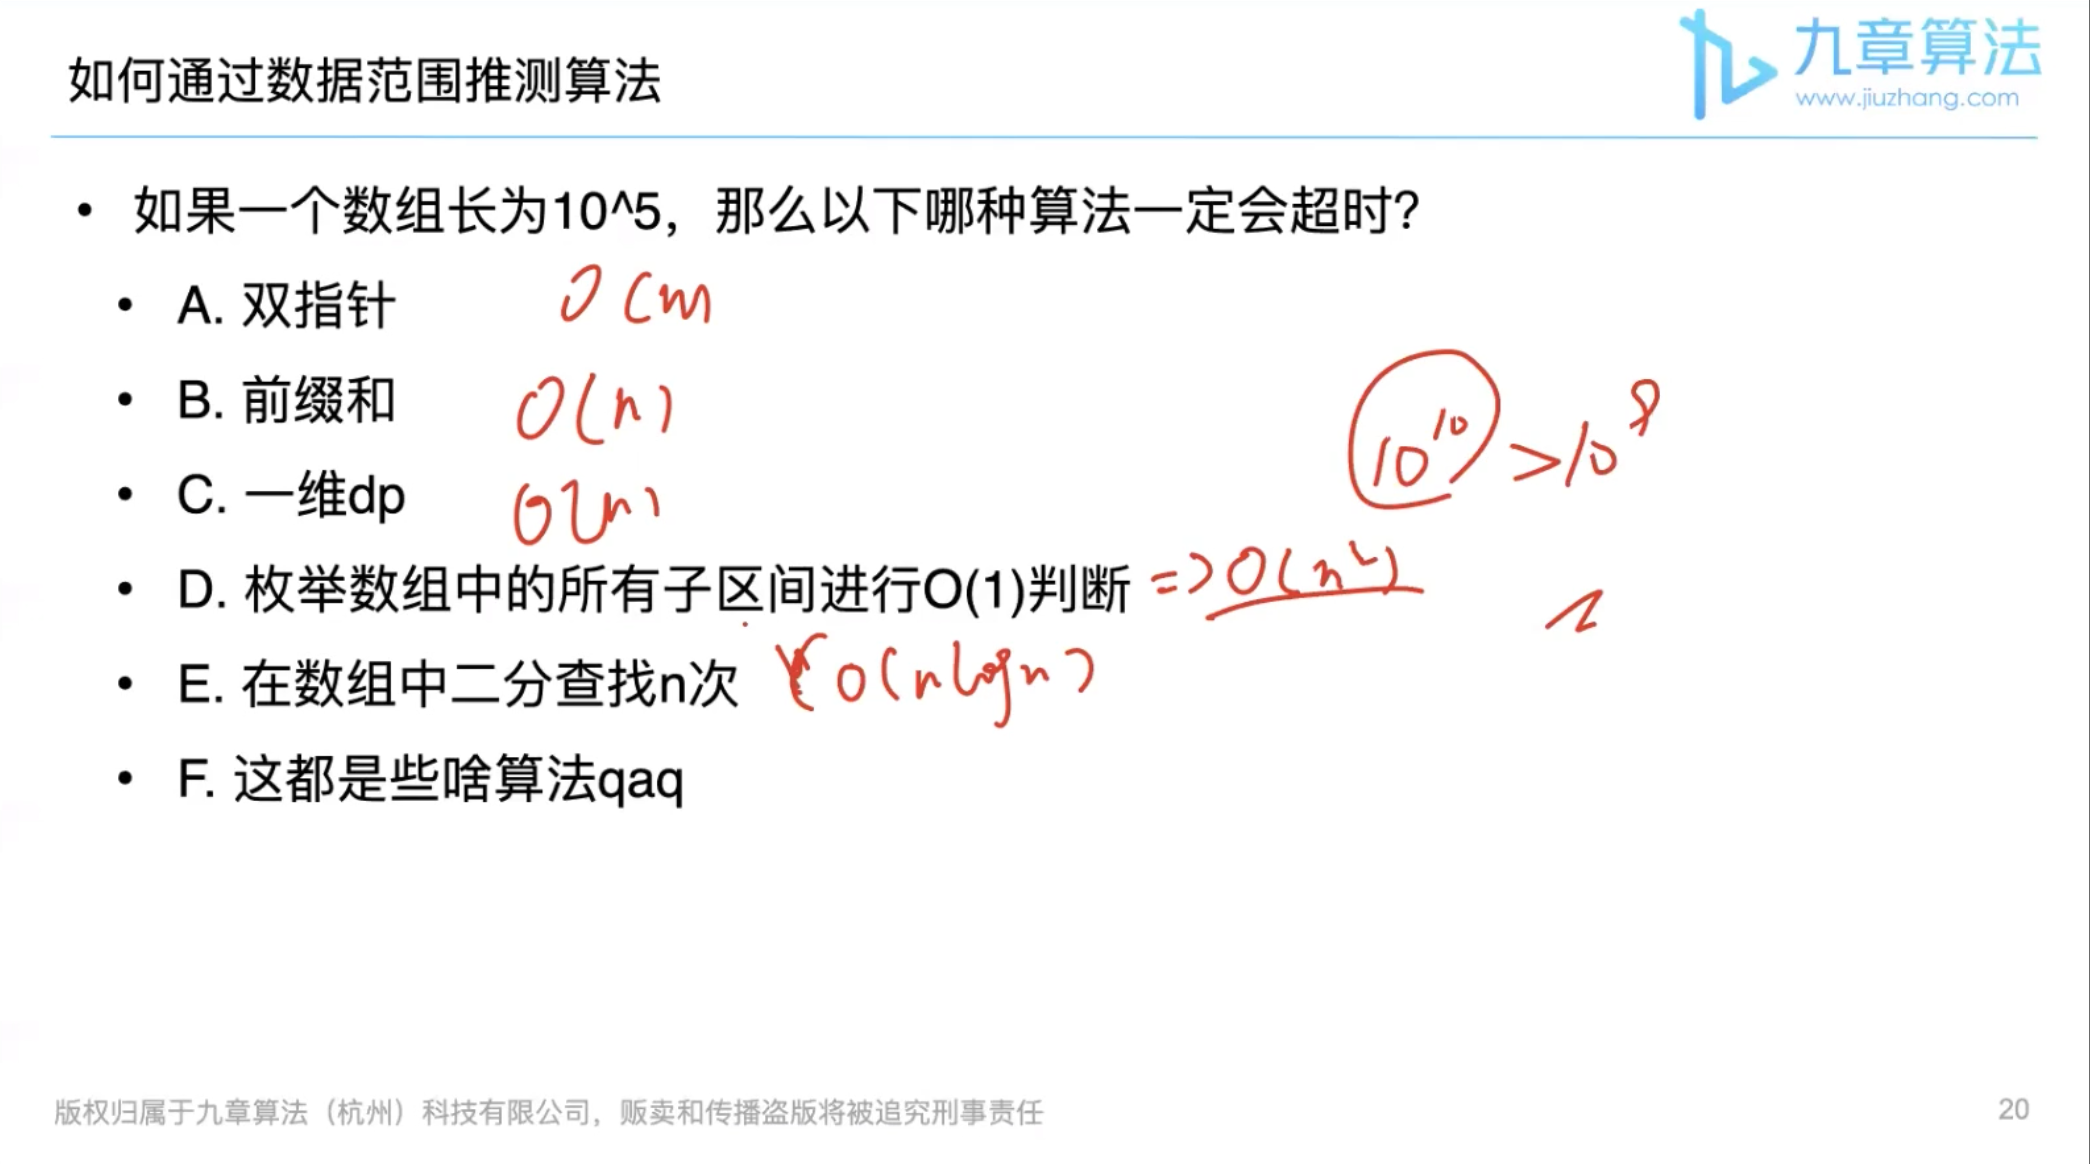 九章算法
如何通过数据范围推测算法
www.jiuzhang.com
• 如果一个数组长为10^5，那么以下哪种算法一定会超时？
• A. 双指针 O(n)
• B. 前缀和 O(n)
10^10 > 10^8
• C. 一维dp O(n)
• D. 枚举数组中的所有子区间进行O(1)判断 => O(n^2)
• E. 在数组中二分查找n次 O(nlogn)
• F. 这都是些啥算法qaq
版权归属于九章算法（杭州）科技有限公司，贩卖和传播盗版将被追究刑事责任
20